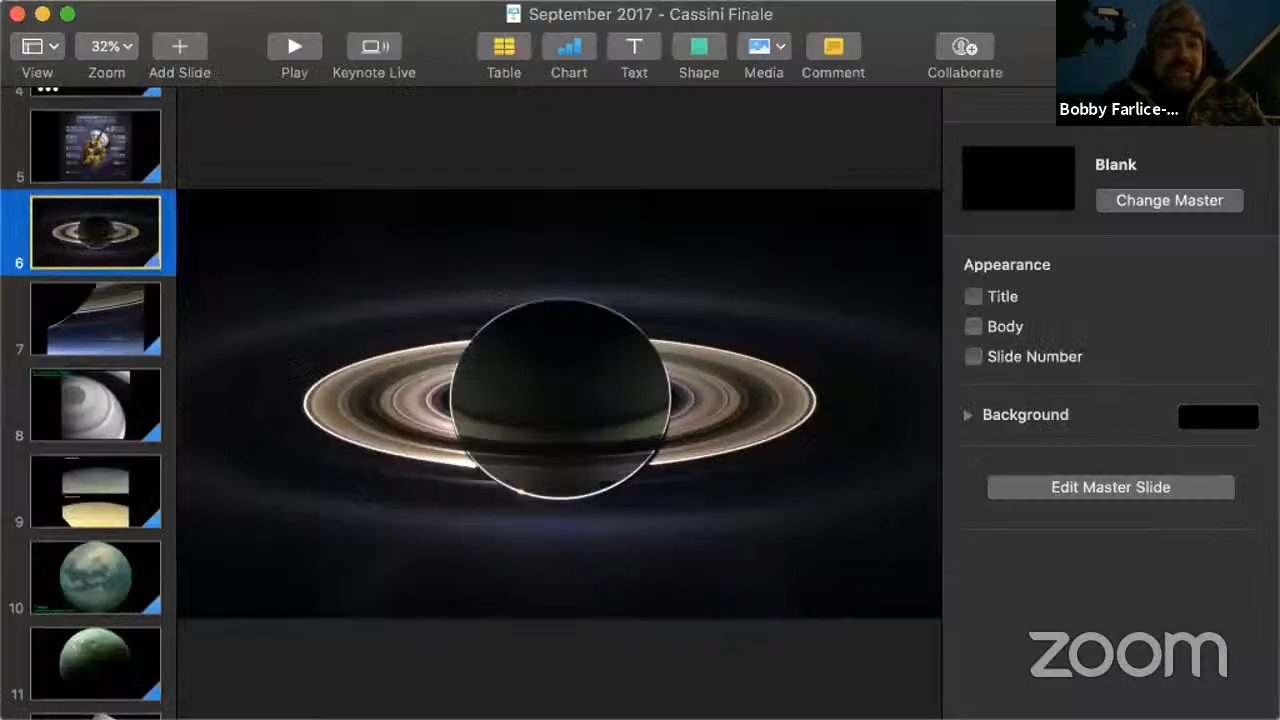 September 2017 - Cassini Finale
32%
View
Zoom
Add Slide
Play
Keynote Live
Table
Chart
Text
Shape
Media
Comment
Collaborate
Bobby Farlice-...
4
5
6
7
8
9
10
11
Blank
Change Master
Appearance
Title
Body
Slide Number
Background
Edit Master Slide
zoom